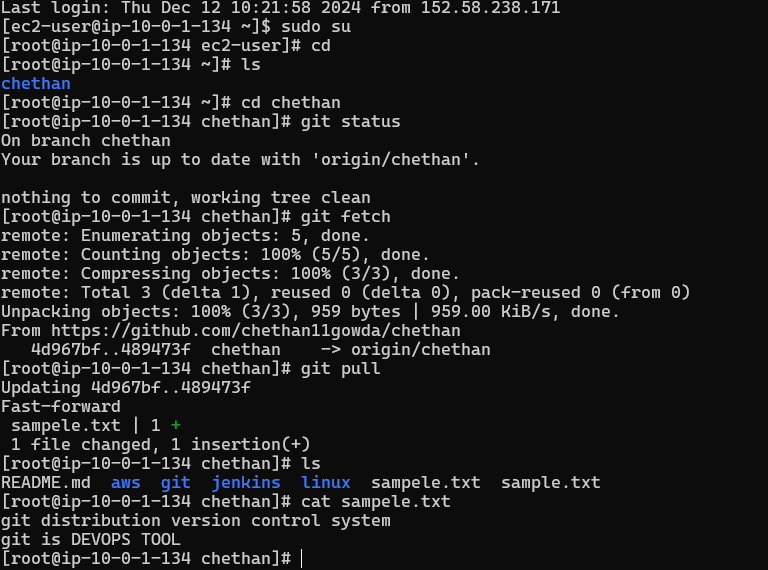 Last login: Thu Dec 12 10:21:58 2024 from 152.58.238.171
[ec2-user@ip-10-0-1-134 ~]$ sudo su
[root@ip-10-0-1-134 ec2-user]# cd
[root@ip-10-0-1-134 ~]# ls
chethan
[root@ip-10-0-1-134 ~]# cd chethan
[root@ip-10-0-1-134 chethan]# git status
On branch chethan
Your branch is up to date with 'origin/chethan'.

nothing to commit, working tree clean
[root@ip-10-0-1-134 chethan]# git fetch
remote: Enumerating objects: 5, done.
remote: Counting objects: 100% (5/5), done.
remote: Compressing objects: 100% (3/3), done.
remote: Total 3 (delta 1), reused 0 (delta 0), pack-reused 0 (from 0)
Unpacking objects: 100% (3/3), 959 bytes | 959.00 KiB/s, done.
From https://github.com/chethan11gowda/chethan
   4d967bf..489473f  chethan    -> origin/chethan
[root@ip-10-0-1-134 chethan]# git pull
Updating 4d967bf..489473f
Fast-forward
 sampele.txt | 1 +
 1 file changed, 1 insertion(+)
[root@ip-10-0-1-134 chethan]# ls
README.md  aws  git  jenkins  linux  sampele.txt  sample.txt
[root@ip-10-0-1-134 chethan]# cat sampele.txt
git distribution version control system
git is DEVOPS TOOL
[root@ip-10-0-1-134 chethan]#